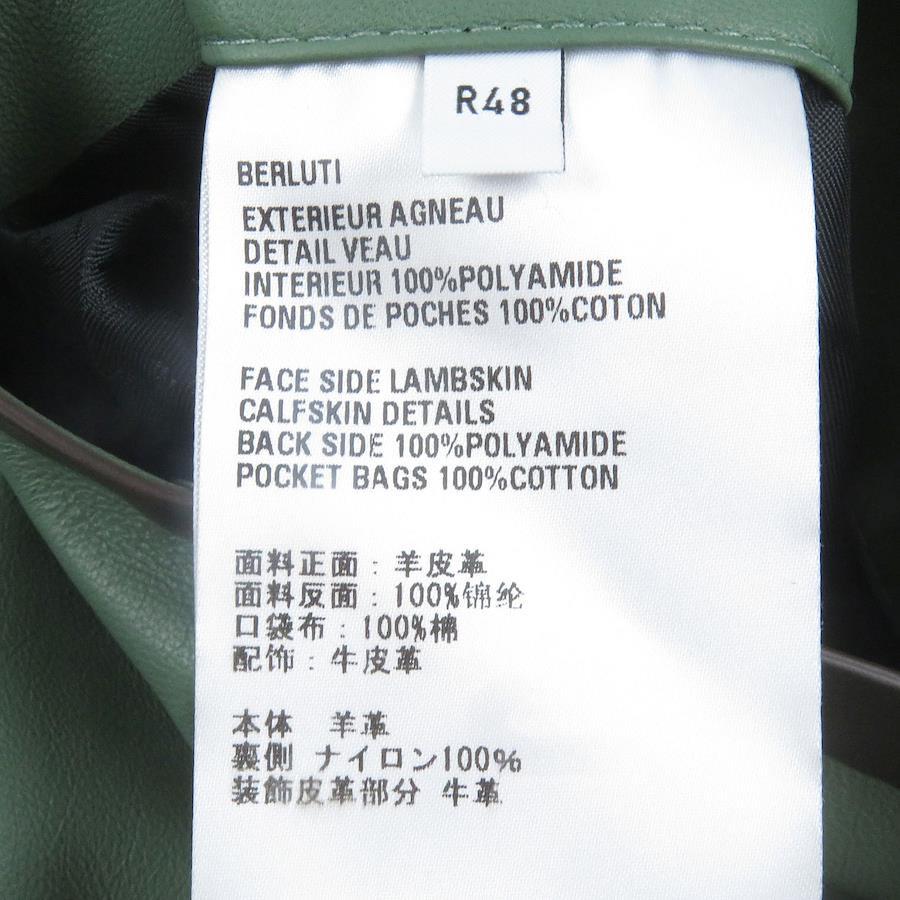 R48
BERLUTI
EXTERIEUR AGNEAU
DETAIL VEAU
INTERIEUR 100%POLYAMIDE
FONDS DE POCHES 100%COTON
FACE SIDE LAMBSKIN
CALFSKIN DETAILS
BACK SIDE 100%POLYAMIDE
POCKET BAGS 100%COTTON
面料正面：羊皮革
面料反面：100%锦纶
口袋布：100%棉
配饰：牛皮革
本体 羊革
裏側 ナイロン100%
装飾皮革部分 牛革